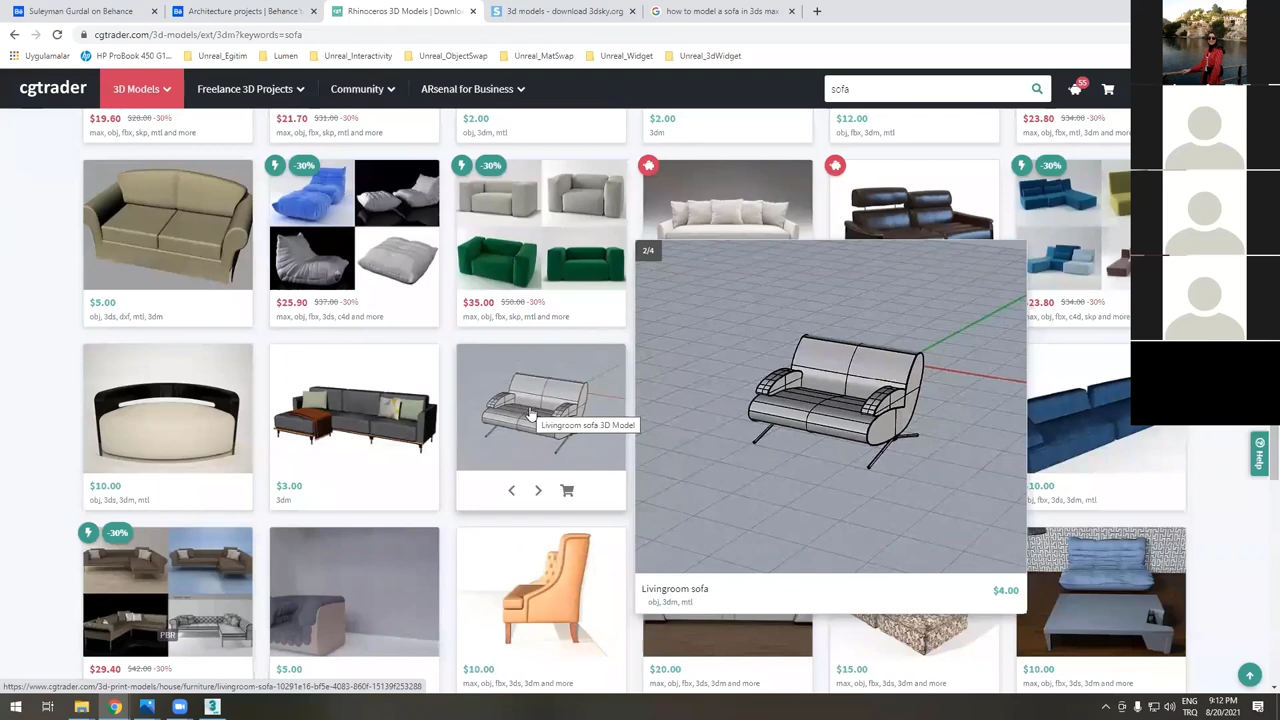 Suleyman Gurdal on Behance
Architecture projects | Behance's
Rhinoceros 3D Models | Downlo
3d models - download 3dsky.org
how to model a sofa in 3ds max
cgtrader.com/3d-models/ext/3dm?keywords=sofa
Uygulamalar
HP ProBook 450 G1...
Unreal_Egitim
Lumen
Unreal_Interactivity
Unreal_ObjectSwap
Unreal_MatSwap
Unreal_Widget
Unreal_3dWidget
cgtrader
3D Models
Freelance 3D Projects
Community
ARsenal for Business
sofa
55
$19.60 $28.00 -30%
$21.70 $31.00 -30%
$2.00
$2.00
$12.00
$23.80 $34.00 -30%
max, obj, fbx, skp, mtl and more
max, obj, fbx, skp, mtl and more
obj, 3dm, mtl
3dm
obj, fbx, 3dm, mtl
max, obj, fbx, mtl, 3dm and more
-30%
-30%
-30%
2/4
$5.00
$25.90 $37.00 -30%
$35.00 $50.00 -30%
$23.80 $34.00 -30%
obj, 3ds, dxf, mtl, 3dm
max, obj, fbx, 3ds, c4d and more
max, obj, fbx, skp, mtl and more
max, obj, fbx, c4d, skp and more
Livingroom sofa 3D Model
Help
$10.00
$3.00
$10.00
obj, 3ds, 3dm, mtl
3dm
obj, fbx, 3ds, 3dm, mtl
-30%
Livingroom sofa
$4.00
obj, 3dm, mtl
PBR
$29.40 $42.00 -30%
$5.00
$10.00
$20.00
$15.00
$10.00
max, obj, fbx, 3ds, 3dm and more
max, obj, fbx, 3ds, 3dm and more
max, obj, fbx, 3ds, 3dm and more
max, obj, fbx, 3ds, 3dm and more
https://www.cgtrader.com/3d-print-models/house/furniture/livingroom-sofa-10291e16-bf5e-4083-860f-15139f253288
ENG
TRQ
9:12 PM
8/20/2021